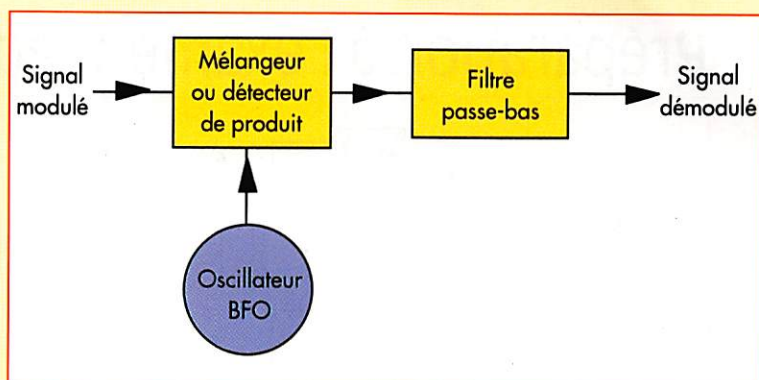 Signal
modulé
Mélangeur
ou détecteur
de produit
Filtre
passe-bas
Signal
démodulé
Oscillateur
BFO